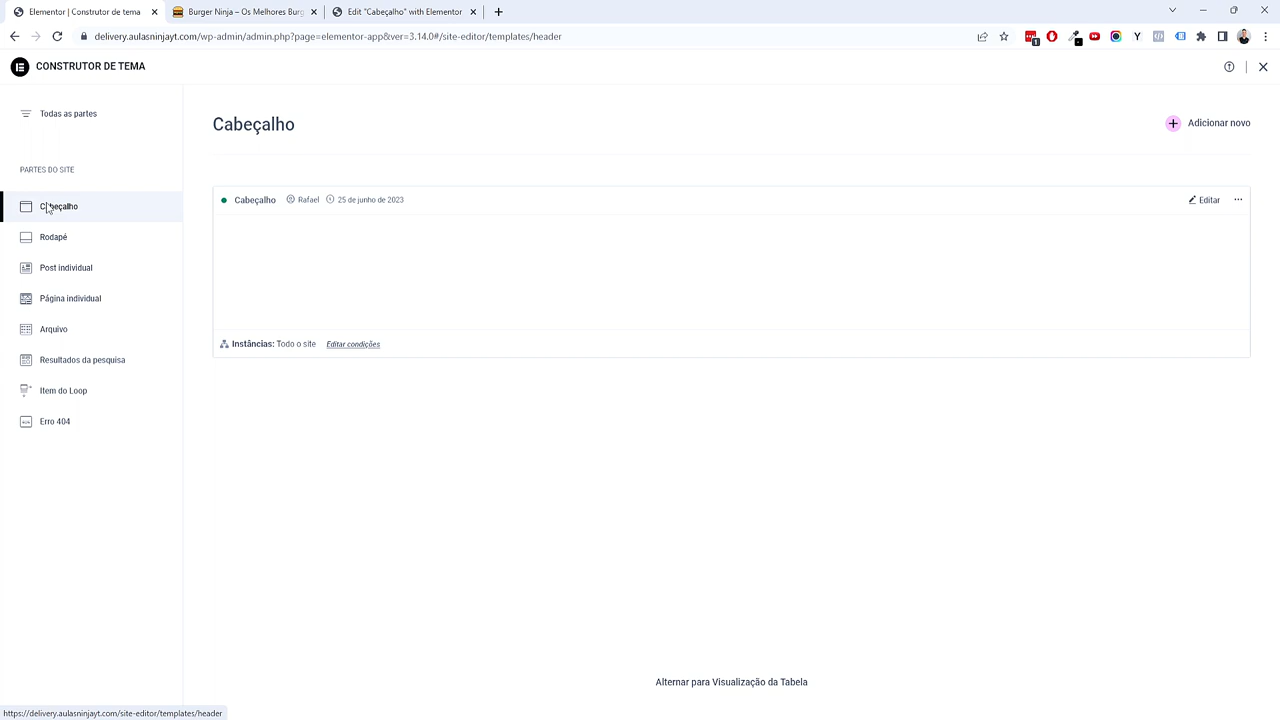 Elementor | Construtor de tema
Burger Ninja – Os Melhores Burg
Edit "Cabeçalho" with Elementor
delivery.aulasninjayt.com/wp-admin/admin.php?page=elementor-app&ver=3.14.0#/site-editor/templates/header
CONSTRUTOR DE TEMA
Todas as partes
Cabeçalho
Adicionar novo
PARTES DO SITE
Cabeçalho
Rodapé
Post individual
Página individual
Arquivo
Resultados da pesquisa
Item do Loop
Erro 404
Cabeçalho Rafael 25 de junho de 2023
Editar
Instâncias: Todo o site Editar condições
Alternar para Visualização da Tabela
https://delivery.aulasninjayt.com/site-editor/templates/header